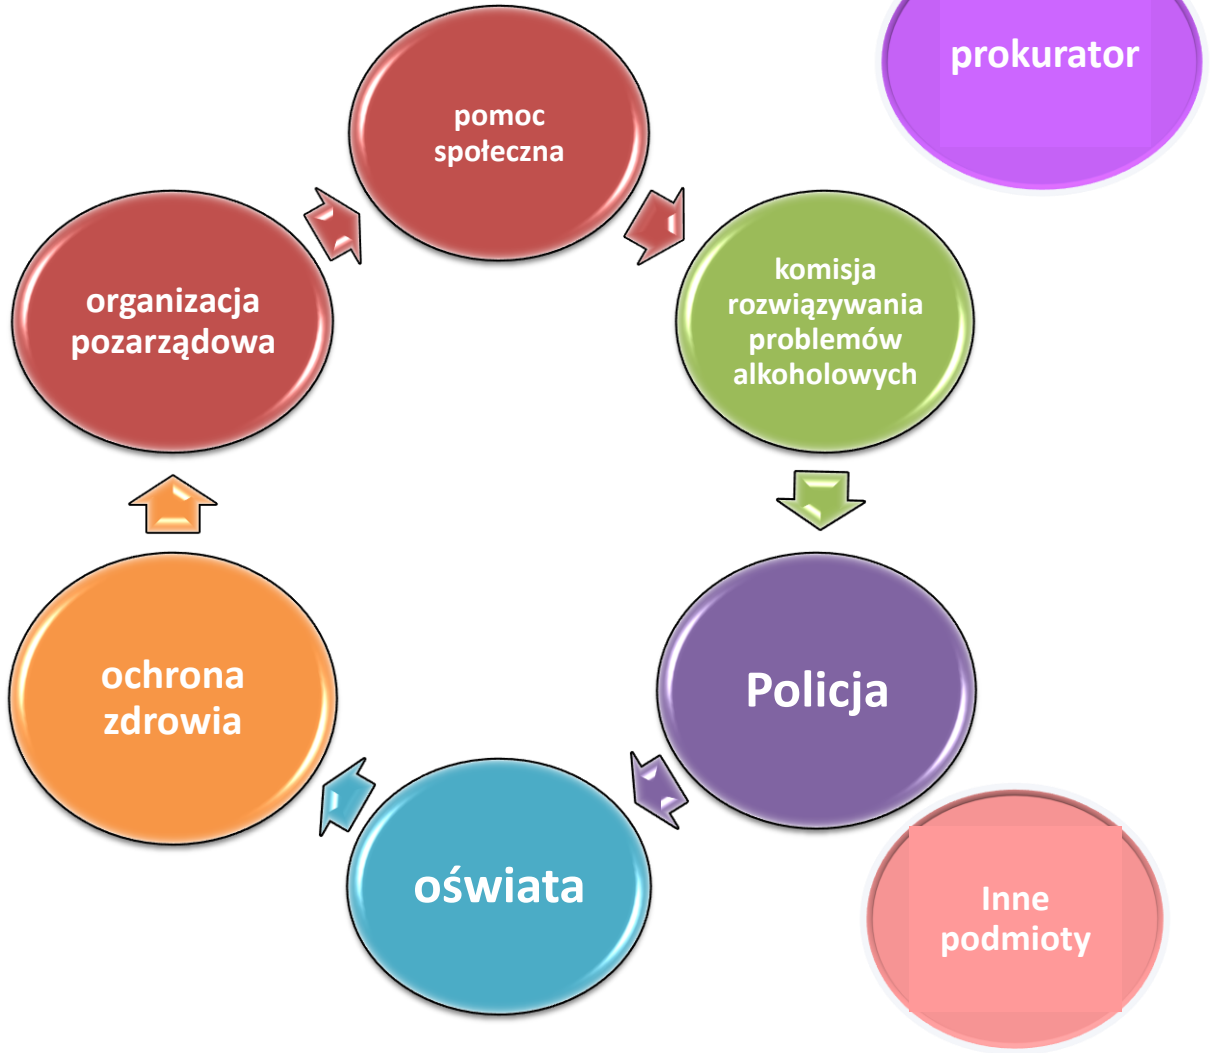 prokurator
pomoc
społeczna
komisja
rozwiązywania
problemów
alkoholowych
organizacja
pozarządowa
Policja
ochrona
zdrowia
oświata
Inne
podmioty